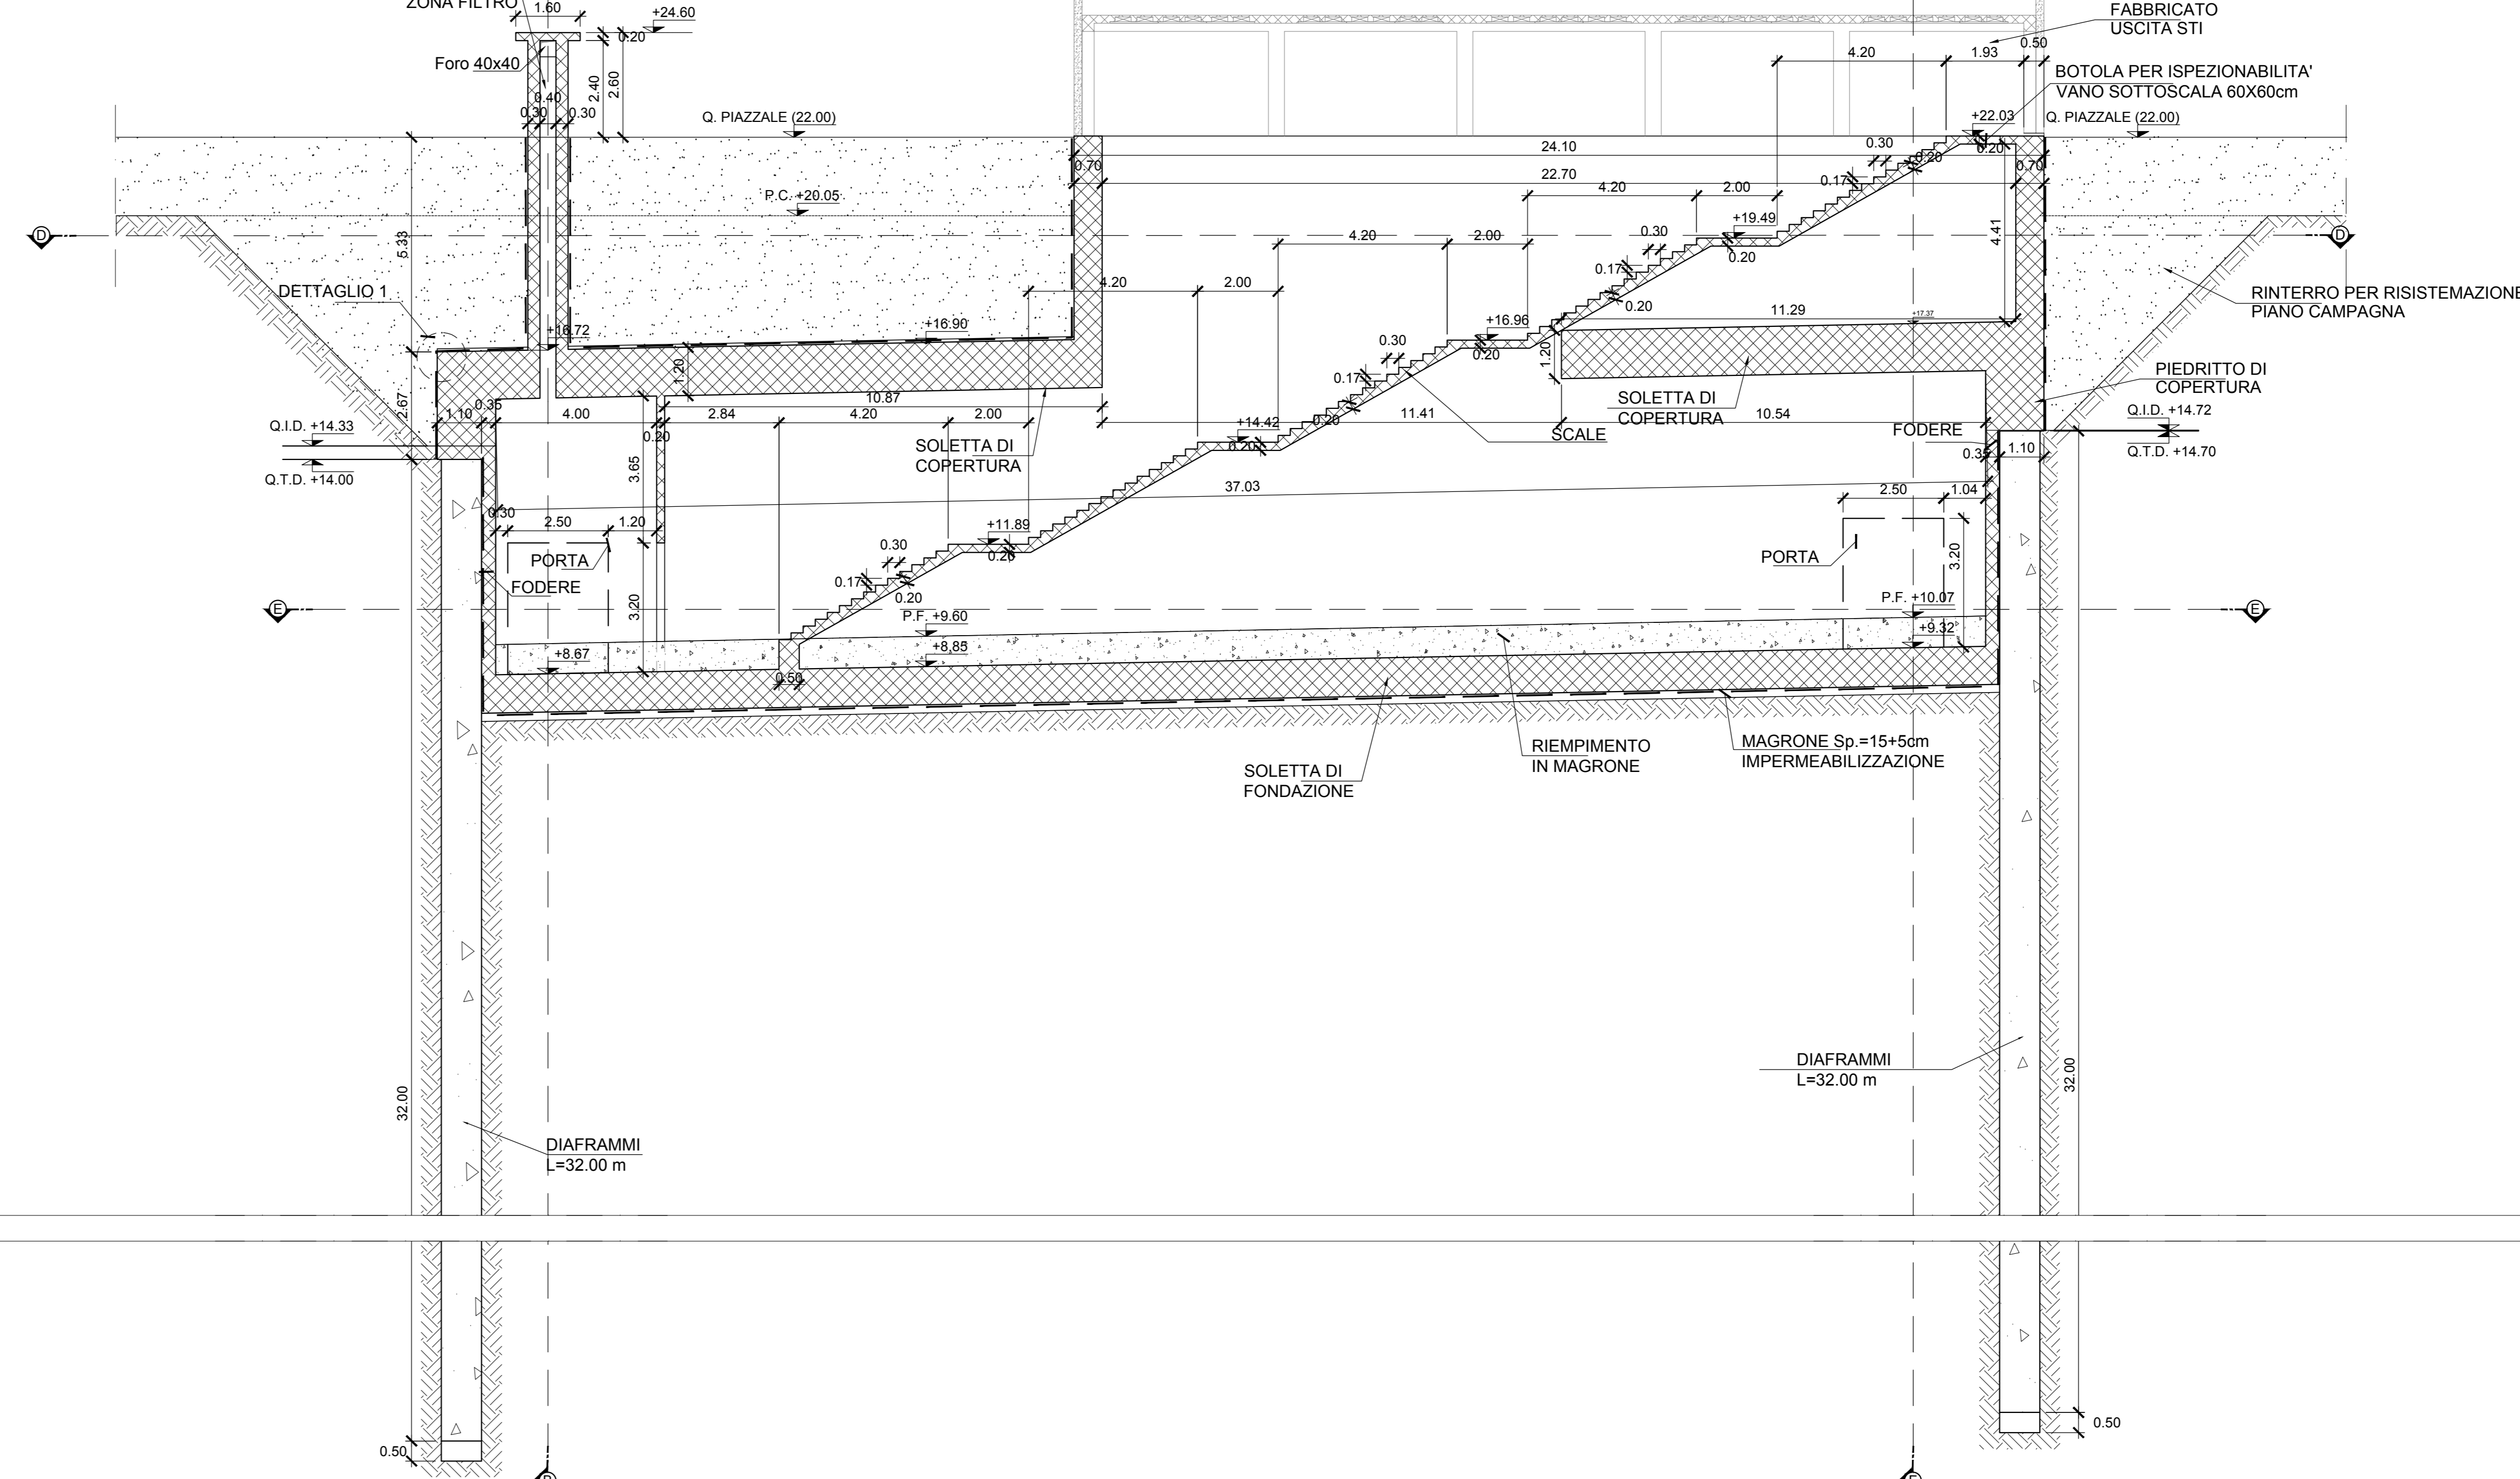 ZONA FILTRO
1.60
+24.60
0.20
Foro 40x40
2.40
2.60
0.40
0.30
0.30
FABBRICATO
USCITA STI
0.50
4.20
1.93
BOTOLA PER ISPEZIONABILITA'
VANO SOTTOSCALA 60X60cm
Q. PIAZZALE (22.00)
+22.03
Q. PIAZZALE (22.00)
24.10
0.30
0.20
0.20
0.70
22.70
0.17
0.70
4.20
2.00
P.C. +20.05
+19.49
D
5.33
4.20
2.00
0.30
4.41
D
0.20
0.17
DETTAGLIO 1
4.20
2.00
0.20
RINTERRO PER RISISTEMAZIONE
PIANO CAMPAGNA
11.29
+17.37
+16.72
+16.90
+16.96
0.30
0.20
1.20
1.20
0.17
PIEDRITTO DI
COPERTURA
2.67
10.87
SOLETTA DI
COPERTURA
1.10
0.35
4.00
2.84
4.20
2.00
11.41
10.54
Q.I.D. +14.33
Q.I.D. +14.72
+14.42
0.20
0.20
0.20
SCALE
FODERE
SOLETTA DI
COPERTURA
Q.T.D. +14.00
0.35
1.10
Q.T.D. +14.70
3.65
37.03
2.50
1.04
0.30
2.50
1.20
+11.89
0.20
0.30
PORTA
PORTA
3.20
0.17
FODERE
0.20
3.20
P.F. +9.60
P.F. +10.07
E
E
+8.67
+8.85
+9.32
0.50
RIEMPIMENTO
IN MAGRONE
MAGRONE Sp.=15+5cm
IMPERMEABILIZZAZIONE
SOLETTA DI
FONDAZIONE
DIAFRAMMI
L=32.00 m
32.00
32.00
DIAFRAMMI
L=32.00 m
0.50
0.50